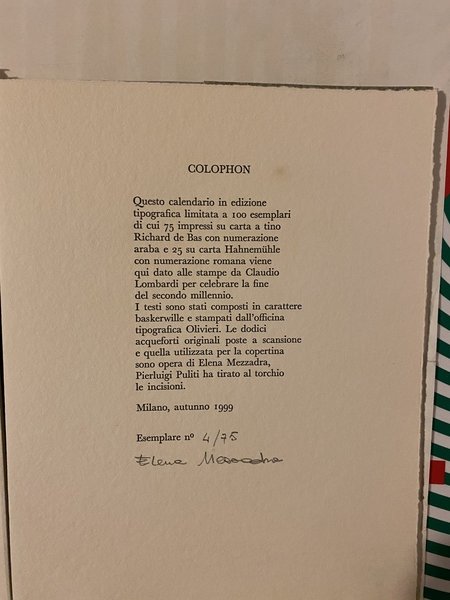 COLOPHON
Questo calendario in edizione
tipografica limitata a 100 esemplari
di cui 75 impressi su carta a tino
Richard de Bas con numerazione
araba e 25 su carta Hahnemühle
con numerazione romana viene
qui dato alle stampe da Claudio
Lombardi per celebrare la fine
del secondo millennio.
I testi sono stati composti in carattere
baskerwille e stampati dall'officina
tipografica Olivieri. Le dodici
acqueforti originali poste a scansione
e quella utilizzata per la copertina
sono opera di Elena Mezzadra,
Pierluigi Puliti ha tirato al torchio
le incisioni.
Milano, autunno 1999
Esemplare nº 4/75
Elena Mezzadra